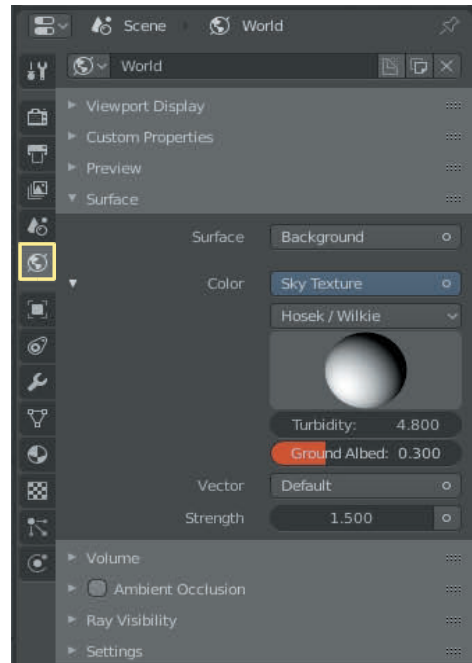 Scene World
World
Viewport Display
Custom Properties
Preview
Surface
Surface Background
Color Sky Texture
Hosek / Wilkie
Turbidity: 4.800
Ground Albed: 0.300
Vector Default
Strength 1.500
Volume
Ambient Occlusion
Ray Visibility
Settings